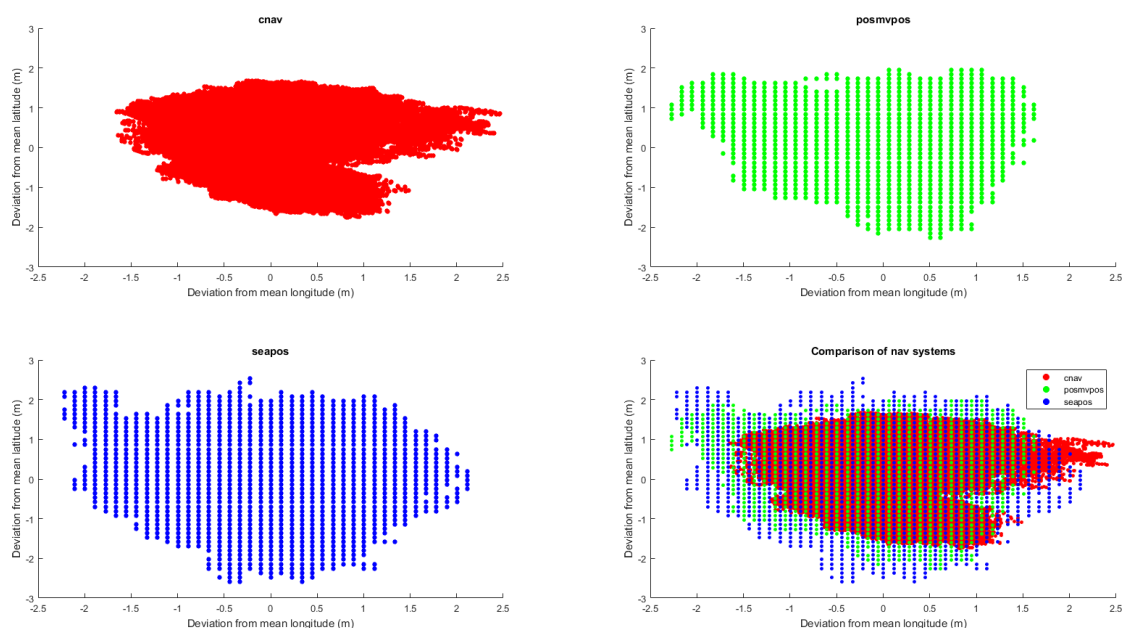 cnav
3
2
1
0
-1
-2
-3
Deviation from mean latitude (m)
-2.5 -2 -1.5 -1 -0.5 0 0.5 1 1.5 2 2.5
Deviation from mean longitude (m)
posmvpos
3
2
1
0
-1
-2
-3
Deviation from mean latitude (m)
-2.5 -2 -1.5 -1 -0.5 0 0.5 1 1.5 2 2.5
Deviation from mean longitude (m)
seapos
3
2
1
0
-1
-2
-3
Deviation from mean latitude (m)
-2.5 -2 -1.5 -1 -0.5 0 0.5 1 1.5 2 2.5
Deviation from mean longitude (m)
Comparison of nav systems
cnav
posmvpos
seapos
3
2
1
0
-1
-2
-3
Deviation from mean latitude (m)
-2.5 -2 -1.5 -1 -0.5 0 0.5 1 1.5 2 2.5
Deviation from mean longitude (m)